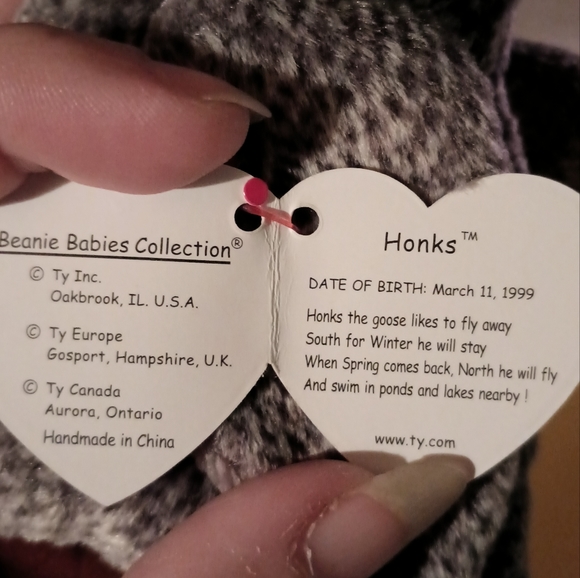 Beanie Babies Collection®
© Ty Inc.
Oakbrook, IL. U.S.A.
© Ty Europe
Gosport, Hampshire, U.K.
© Ty Canada
Aurora, Ontario
Handmade in China
Honks™
DATE OF BIRTH: March 11, 1999
Honks the goose likes to fly away
South for Winter he will stay
When Spring comes back, North he will fly
And swim in ponds and lakes nearby !
www.ty.com